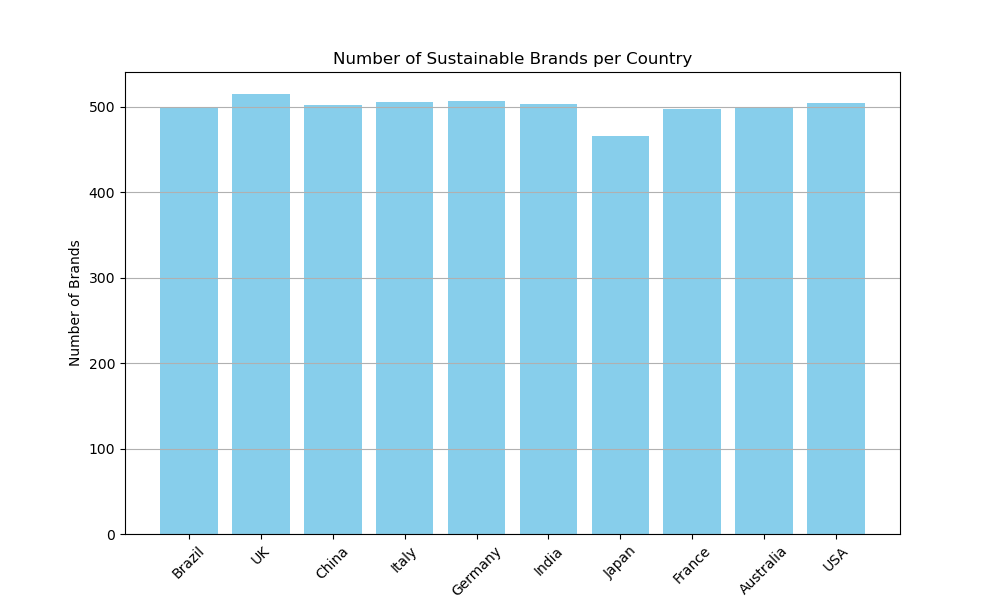 Number of Sustainable Brands per Country
Number of Brands
500
400
300
200
100
0
Brazil
UK
China
Italy
Germany
India
Japan
France
Australia
USA